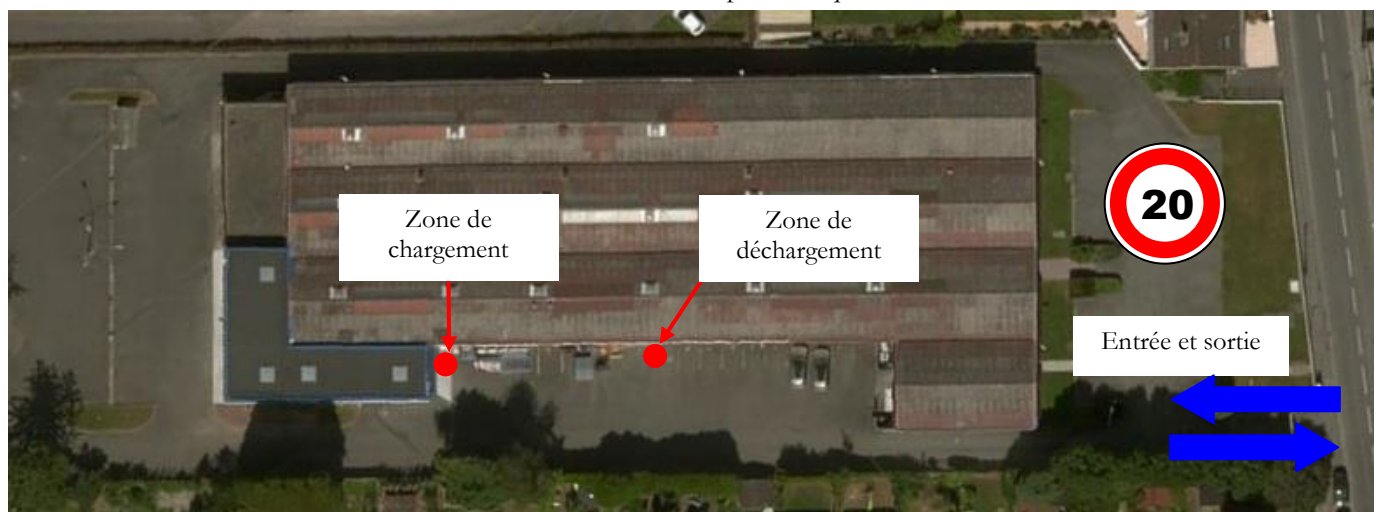 Zone de
chargement
Zone de
déchargement
20
Entrée et sortie